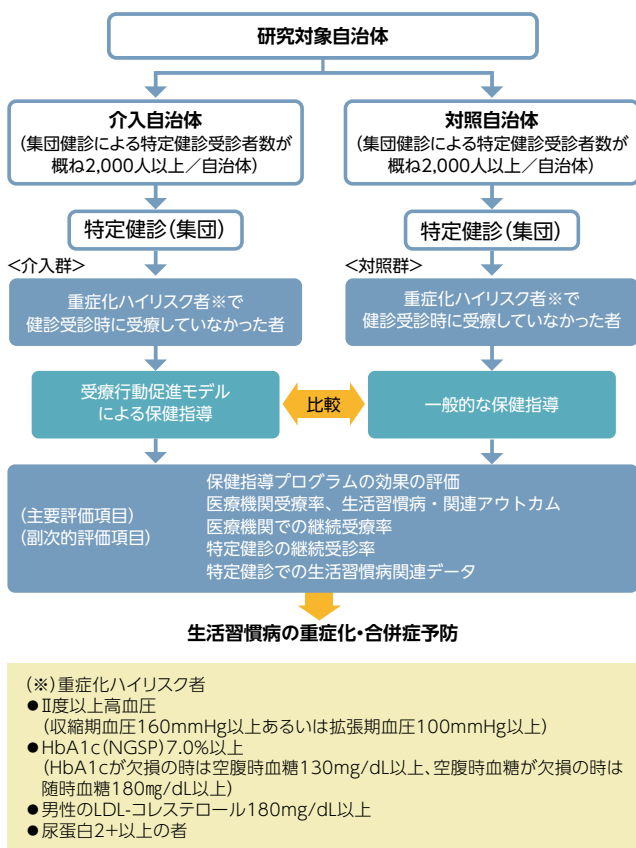 研究対象自治体
介入自治体
(集団健診による特定健診受診者数が
概ね2,000人以上／自治体)
対照自治体
(集団健診による特定健診受診者数が
概ね2,000人以上／自治体)
特定健診(集団)
特定健診(集団)
<介入群>
<対照群>
重症化ハイリスク者※で
健診受診時に受療していなかった者
重症化ハイリスク者※で
健診受診時に受療していなかった者
受療行動促進モデル
による保健指導
比較
一般的な保健指導
保健指導プログラムの効果の評価
(主要評価項目)
医療機関受療率、生活習慣病・関連アウトカム
(副次的評価項目)
医療機関での継続受療率
特定健診の継続受診率
特定健診での生活習慣病関連データ
生活習慣病の重症化・合併症予防
(※)重症化ハイリスク者
●Ⅱ度以上高血圧
(収縮期血圧160mmHg以上あるいは拡張期血圧100mmHg以上)
●HbA1c(NGSP)7.0%以上
(HbA1cが欠損の時は空腹時血糖130mg/dL以上、空腹時血糖が欠損の時は
随時血糖180㎎/dL以上)
●男性のLDL-コレステロール180mg/dL以上
●尿蛋白2+以上の者